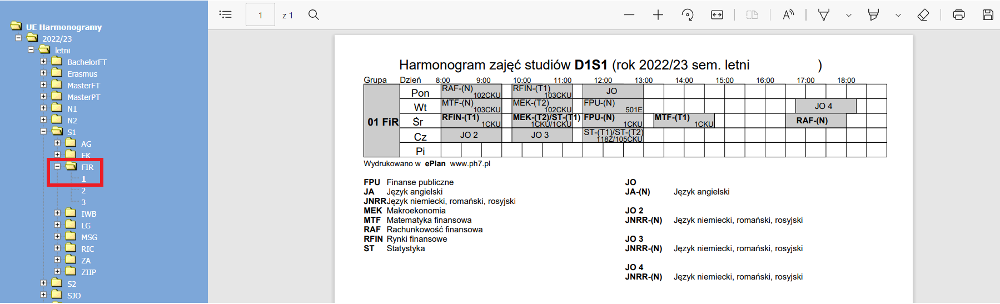 1 z 1
UE Harmonogramy
2022/23
letni
BachelorFT
Erasmus
MasterFT
MasterPT
N1
N2
S1
AG
FK
FIR
1
2
3
IWB
LG
MSG
RIC
ZA
ZIIP
S2
SJO
Harmonogram zajęć studiów D1S1 (rok 2022/23 sem. letni )
Grupa Dzień 8:00 9:00 10:00 11:00 12:00 13:00 14:00 15:00 16:00 17:00 18:00
01 FiR
Pon RAF-(N) 102CKU RFIN-(T1) 103CKU JO
Wt MTF-(N) 103CKU MEK-(T2) 102CKU FPU-(N) 501E JO 4
Śr RFIN-(T1) 1CKU MEK-(T2)/ST-(T1) 1CKU/1CKU FPU-(N) 1CKU MTF-(T1) 1CKU RAF-(N)
Cz JO 2 JO 3 ST-(T1)/ST-(T2) 118Z/105CKU
Pi
Wydrukowano w ePlan www.ph7.pl
FPU Finanse publiczne
JA Język angielski
JNRR Język niemiecki, romański, rosyjski
MEK Makroekonomia
MTF Matematyka finansowa
RAF Rachunkowość finansowa
RFIN Rynki finansowe
ST Statystyka
JO
JA-(N) Język angielski
JO 2
JNRR-(N) Język niemiecki, romański, rosyjski
JO 3
JNRR-(N) Język niemiecki, romański, rosyjski
JO 4
JNRR-(N) Język niemiecki, romański, rosyjski